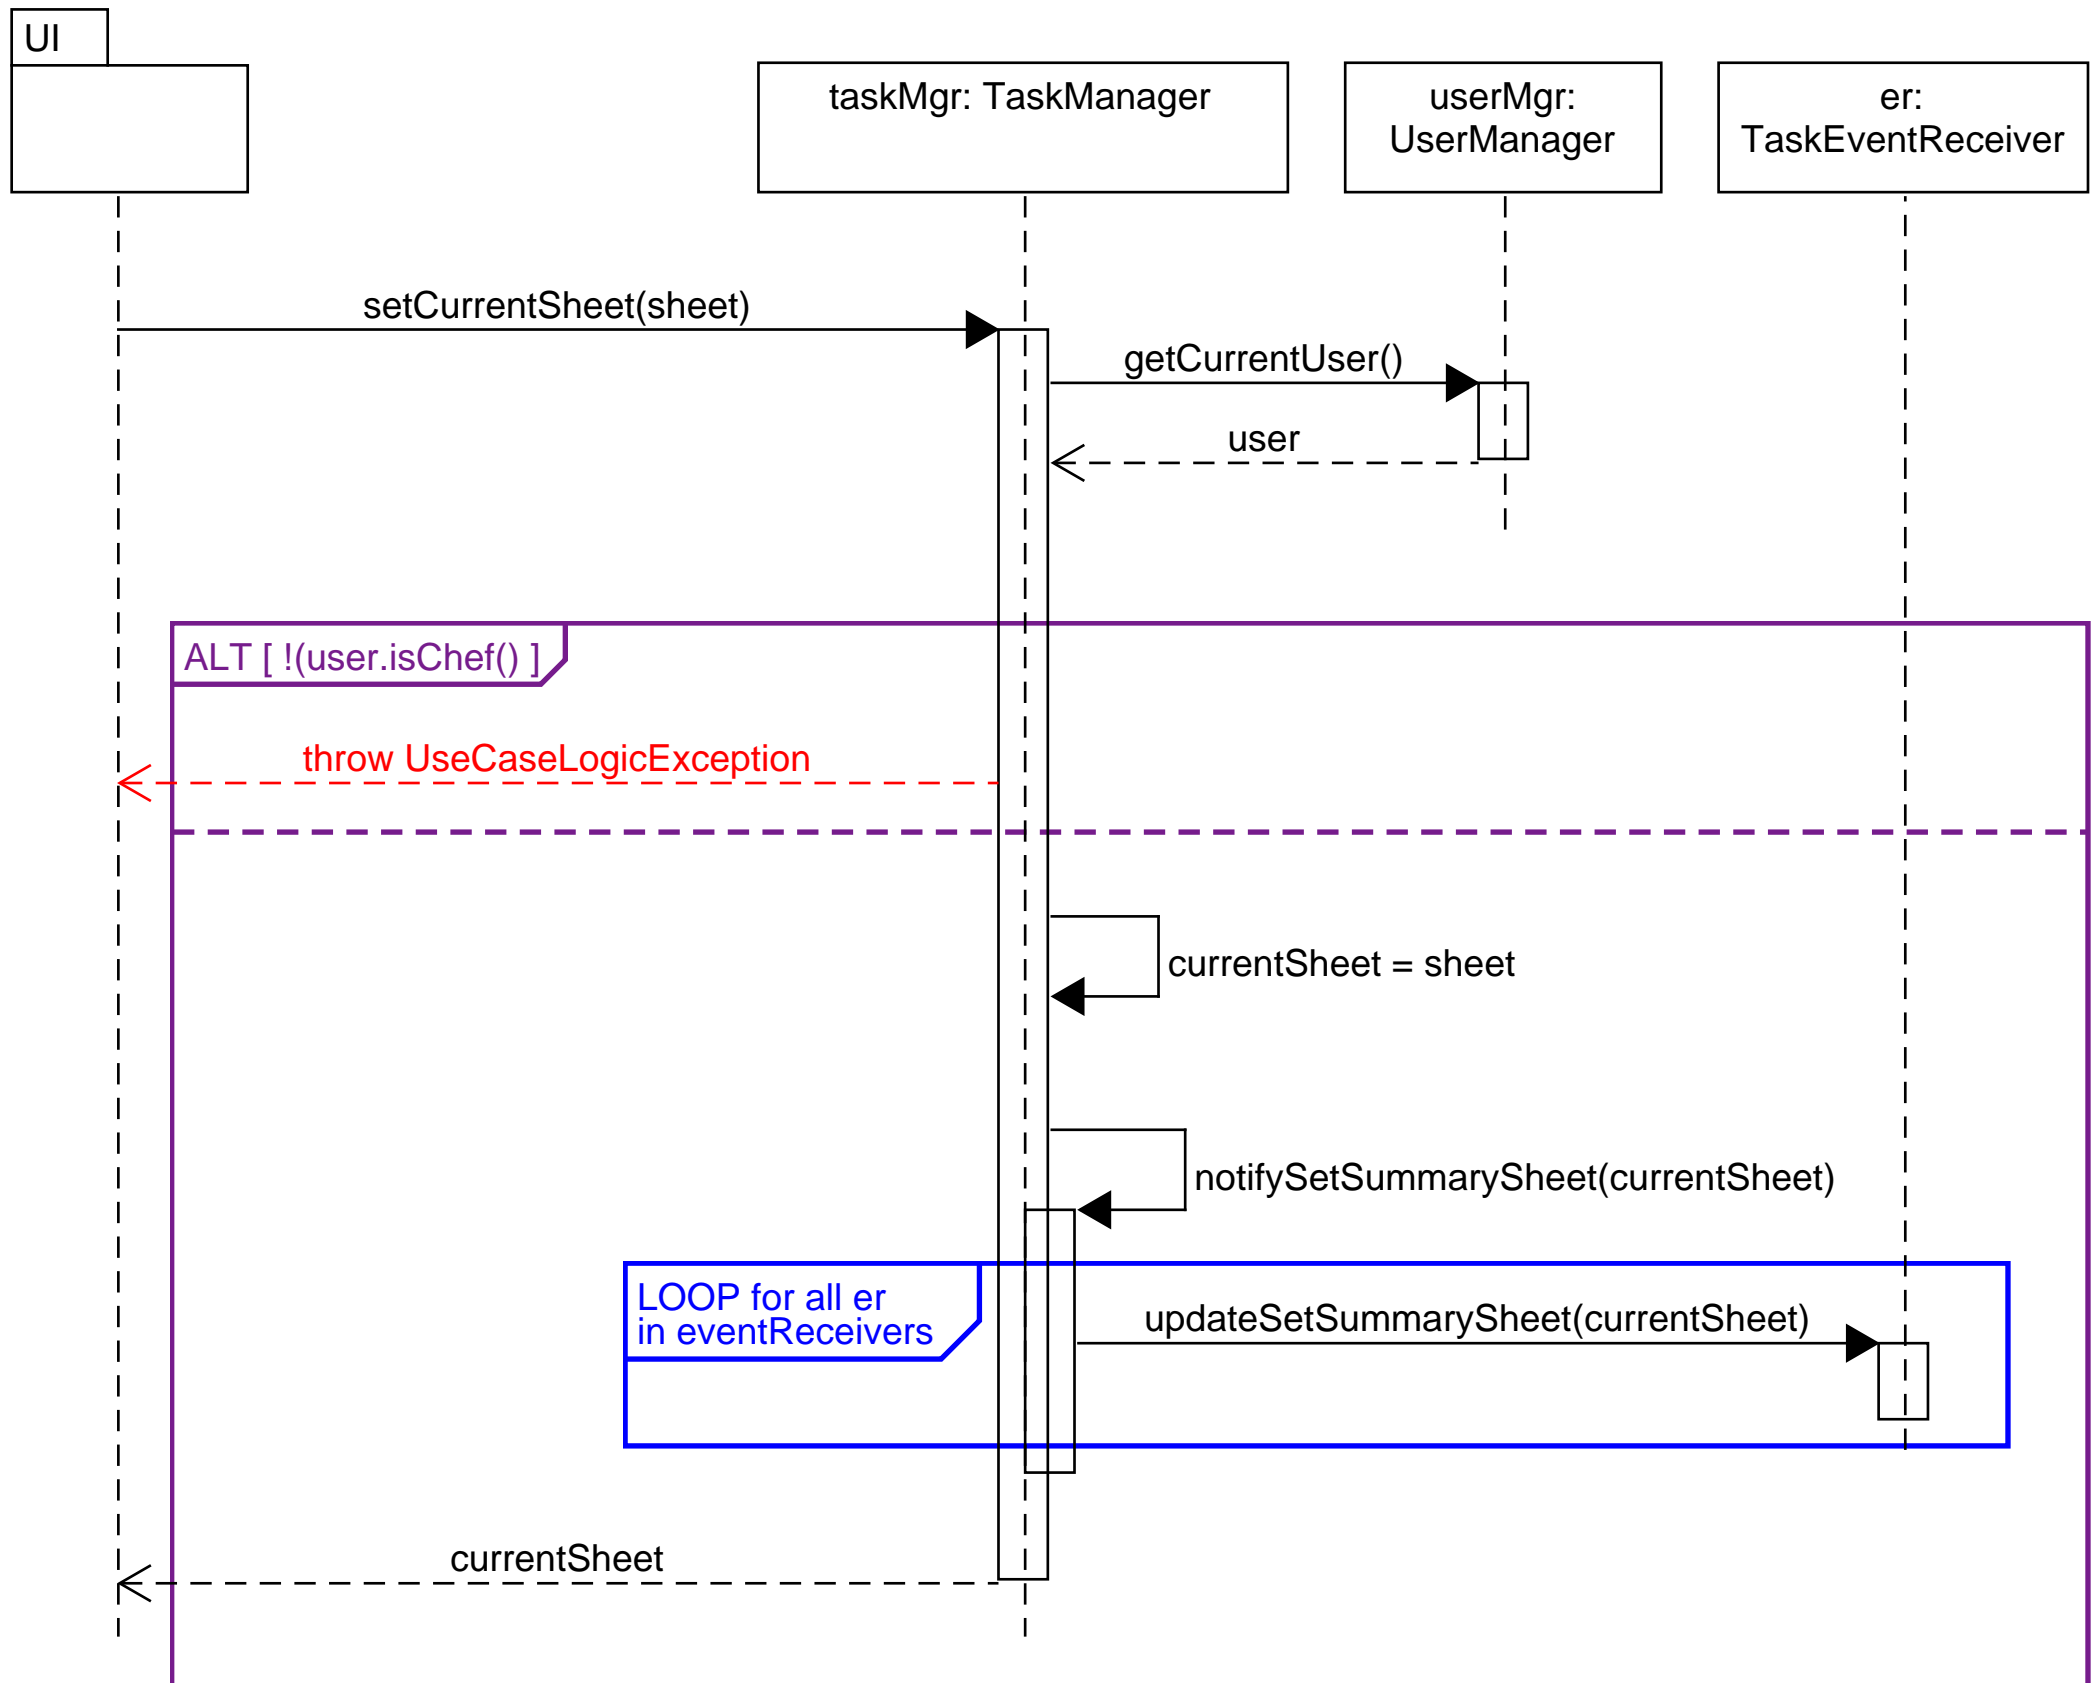 UI
taskMgr: TaskManager
userMgr:
UserManager
er:
TaskEventReceiver
setCurrentSheet(sheet)
getCurrentUser()
user
ALT [ !(user.isChef() ]
throw UseCaseLogicException
currentSheet = sheet
notifySetSummarySheet(currentSheet)
LOOP for all er
in eventReceivers
updateSetSummarySheet(currentSheet)
currentSheet